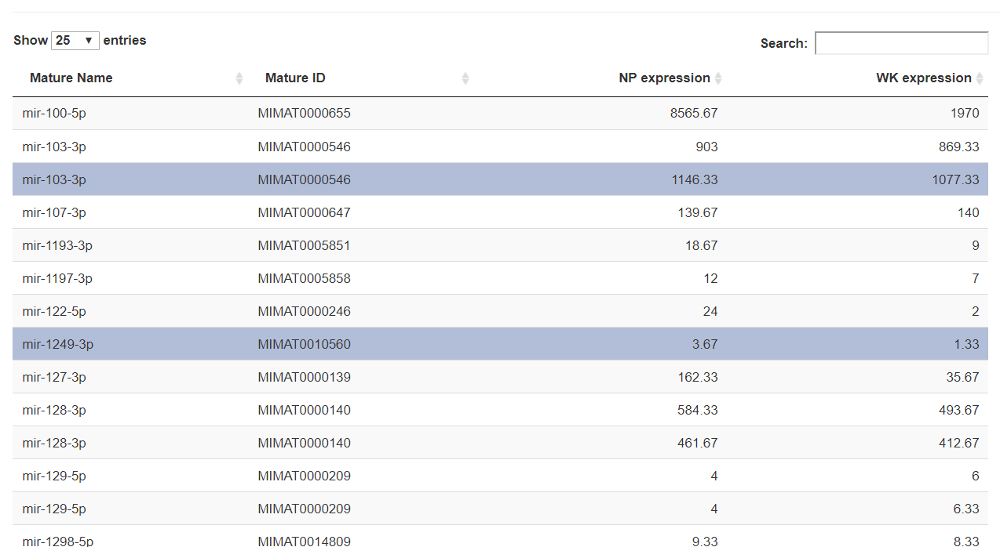 Show 25 entries
Search:
Mature Name Mature ID NP expression WK expression
mir-100-5p MIMAT0000655 8565.67 1970
mir-103-3p MIMAT0000546 903 869.33
mir-103-3p MIMAT0000546 1146.33 1077.33
mir-107-3p MIMAT0000647 139.67 140
mir-1193-3p MIMAT0005851 18.67 9
mir-1197-3p MIMAT0005858 12 7
mir-122-5p MIMAT0000246 24 2
mir-1249-3p MIMAT0010560 3.67 1.33
mir-127-3p MIMAT0000139 162.33 35.67
mir-128-3p MIMAT0000140 584.33 493.67
mir-128-3p MIMAT0000140 461.67 412.67
mir-129-5p MIMAT0000209 4 6
mir-129-5p MIMAT0000209 4 6.33
mir-1298-5p MIMAT0014809 9.33 8.33